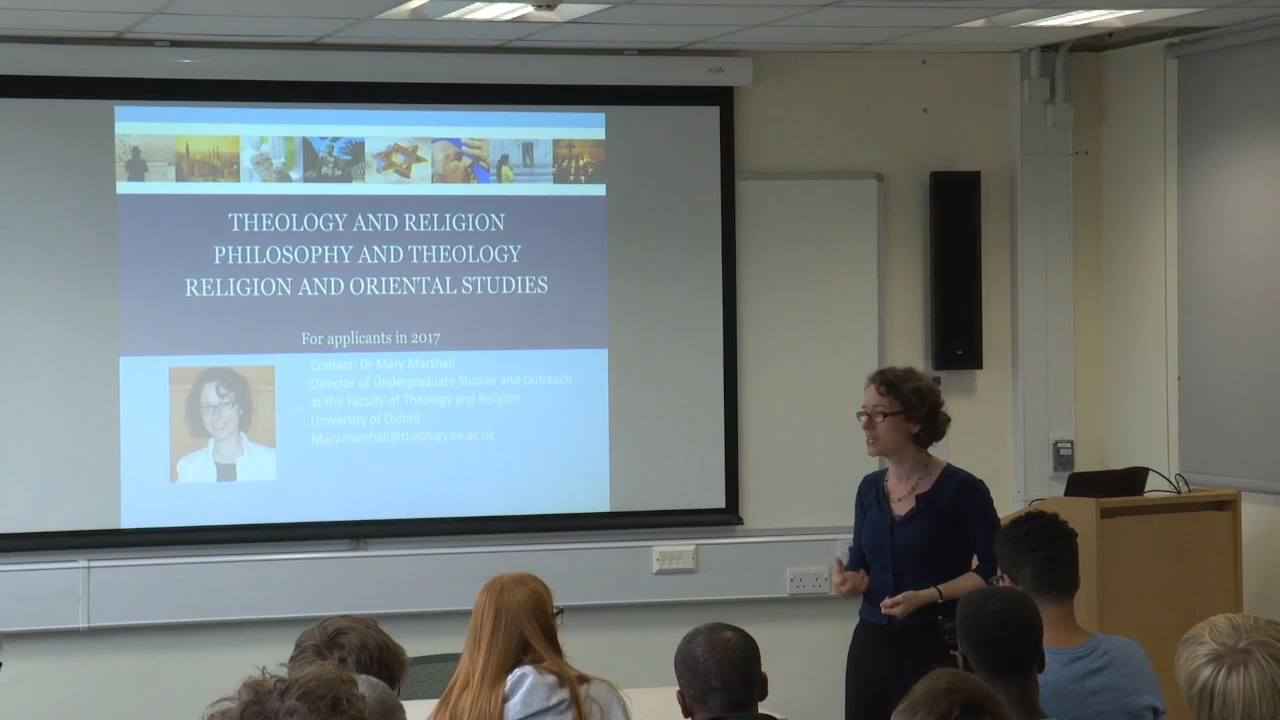 THEOLOGY AND RELIGION
PHILOSOPHY AND THEOLOGY
RELIGION AND ORIENTAL STUDIES
For applicants in 2017
Contact: Dr Mary Marshall
Director of Undergraduate Studies and Outreach
at the Faculty of Theology and Religion
University of Oxford
Mary.marshall@theology.ox.ac.uk